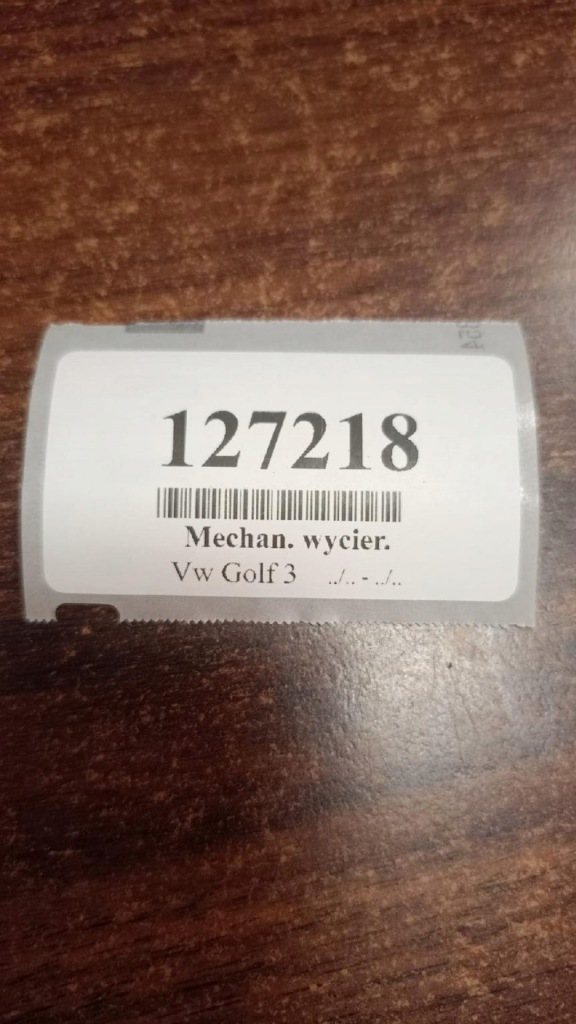 127218
Mechan. wycier.
Vw Golf 3 ../.. - ../..